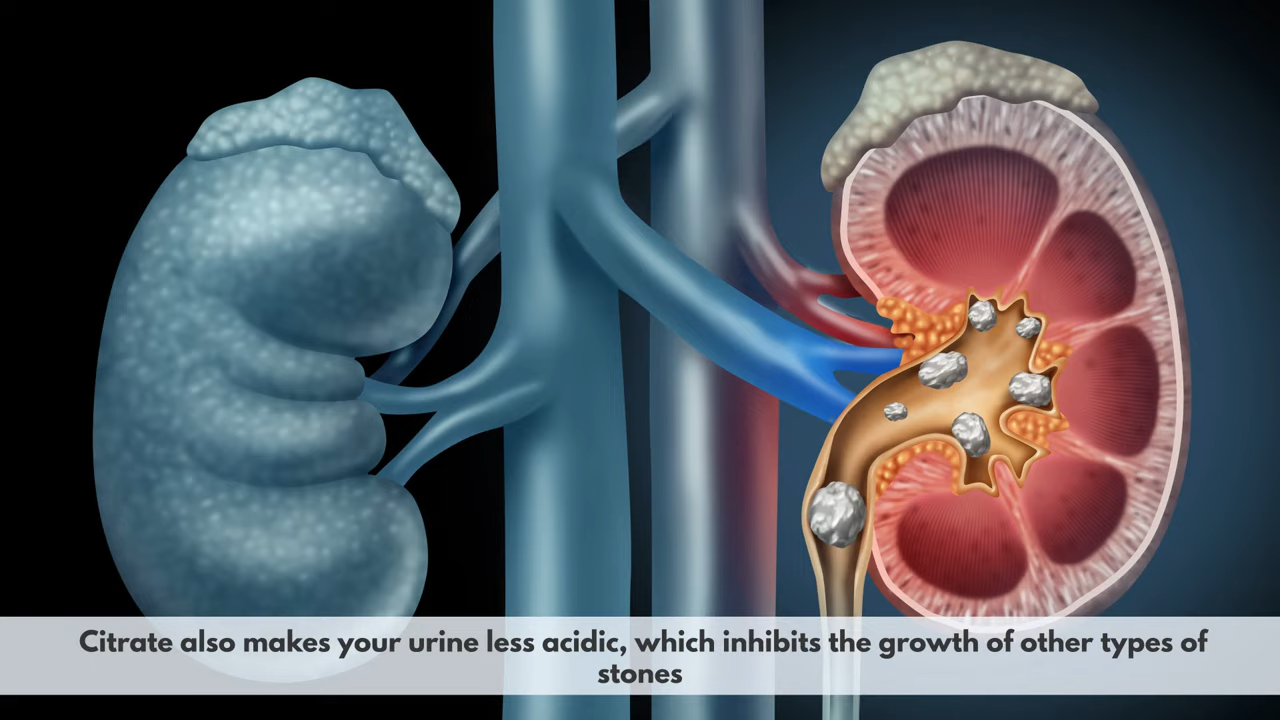 Citrate also makes your urine less acidic, which inhibits the growth of other types of
stones